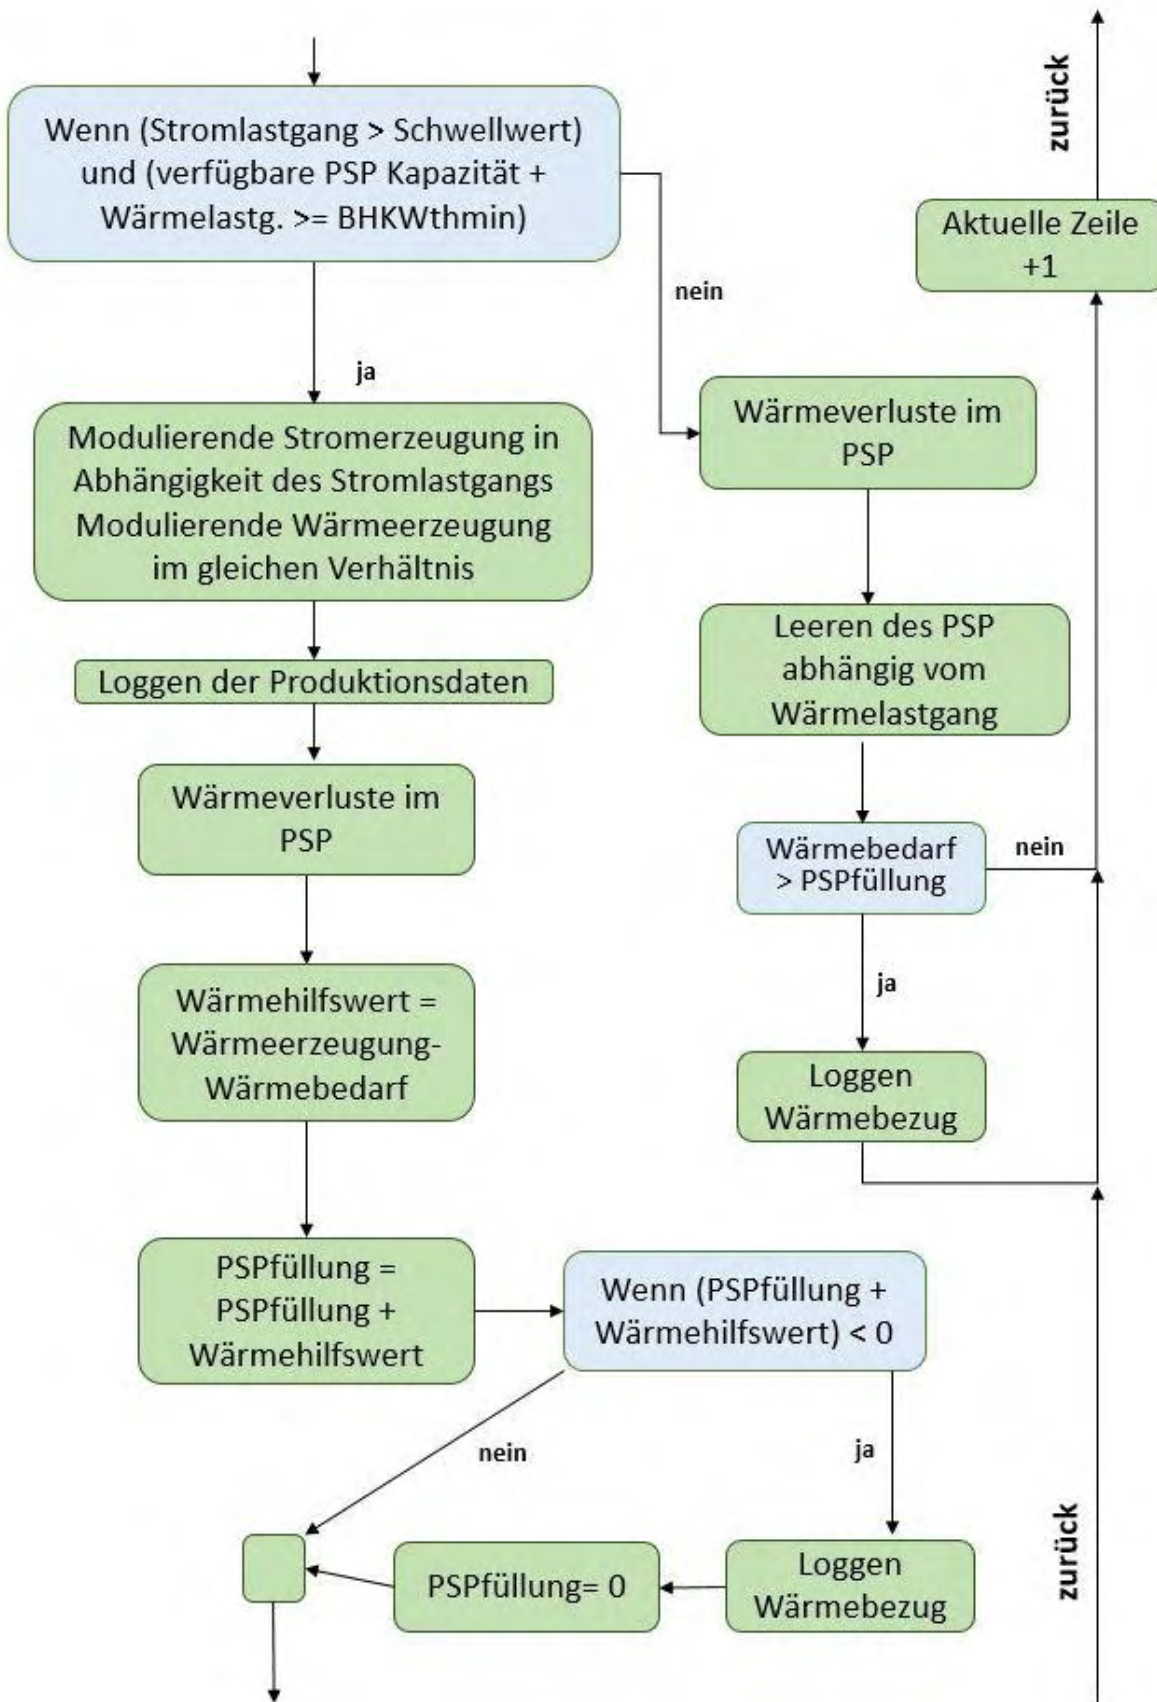 Wenn (Stromlastgang > Schwellwert)
und (verfügbare PSP Kapazität +
Wärmelastg. >= BHKWthmin)
zurück
Aktuelle Zeile
+1
nein
ja
Wärmeverluste im
PSP
Modulierende Stromerzeugung in
Abhängigkeit des Stromlastgangs
Modulierende Wärmeerzeugung
im gleichen Verhältnis
Leeren des PSP
abhängig vom
Wärmelastgang
Loggen der Produktionsdaten
Wärmeverluste im
PSP
Wärmebedarf
> PSPfüllung
nein
ja
Wärmehilfswert =
Wärmeerzeugung-
Wärmebedarf
Loggen
Wärmebezug
PSPfüllung =
PSPfüllung +
Wärmehilfswert
Wenn (PSPfüllung +
Wärmehilfswert) < 0
nein
ja
PSPfüllung= 0
Loggen
Wärmebezug
zurück